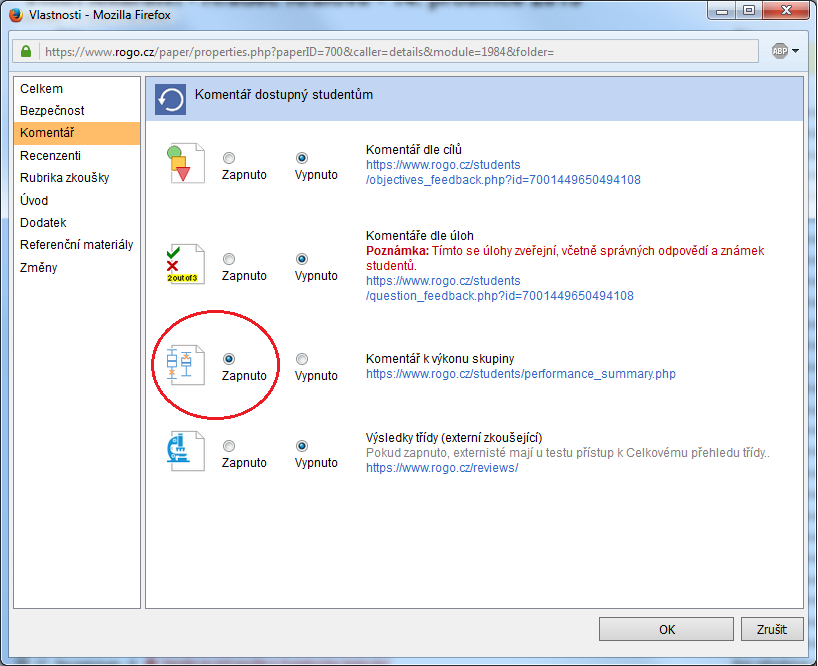 Vlastnosti - Mozilla Firefox
https://www.rogo.cz/paper/properties.php?paperID=700&caller=details&module=1984&folder=
ABP
Celkem
Bezpečnost
Komentář
Recenzenti
Rubrika zkoušky
Úvod
Dodatek
Referenční materiály
Změny
Komentář dostupný studentům
Zapnuto
Vypnuto
Komentář dle cílů
https://www.rogo.cz/students
/objectives_feedback.php?id=7001449650494108
2 out of 3
Zapnuto
Vypnuto
Komentáře dle úloh
Poznámka: Tímto se úlohy zveřejní, včetně správných odpovědí a známek
studentů.
https://www.rogo.cz/students
/question_feedback.php?id=7001449650494108
Zapnuto
Vypnuto
Komentář k výkonu skupiny
https://www.rogo.cz/students/performance_summary.php
Zapnuto
Vypnuto
Výsledky třídy (externí zkoušející)
Pokud zapnuto, externisté mají u testu přístup k Celkovému přehledu třídy..
https://www.rogo.cz/reviews/
OK
Zrušit